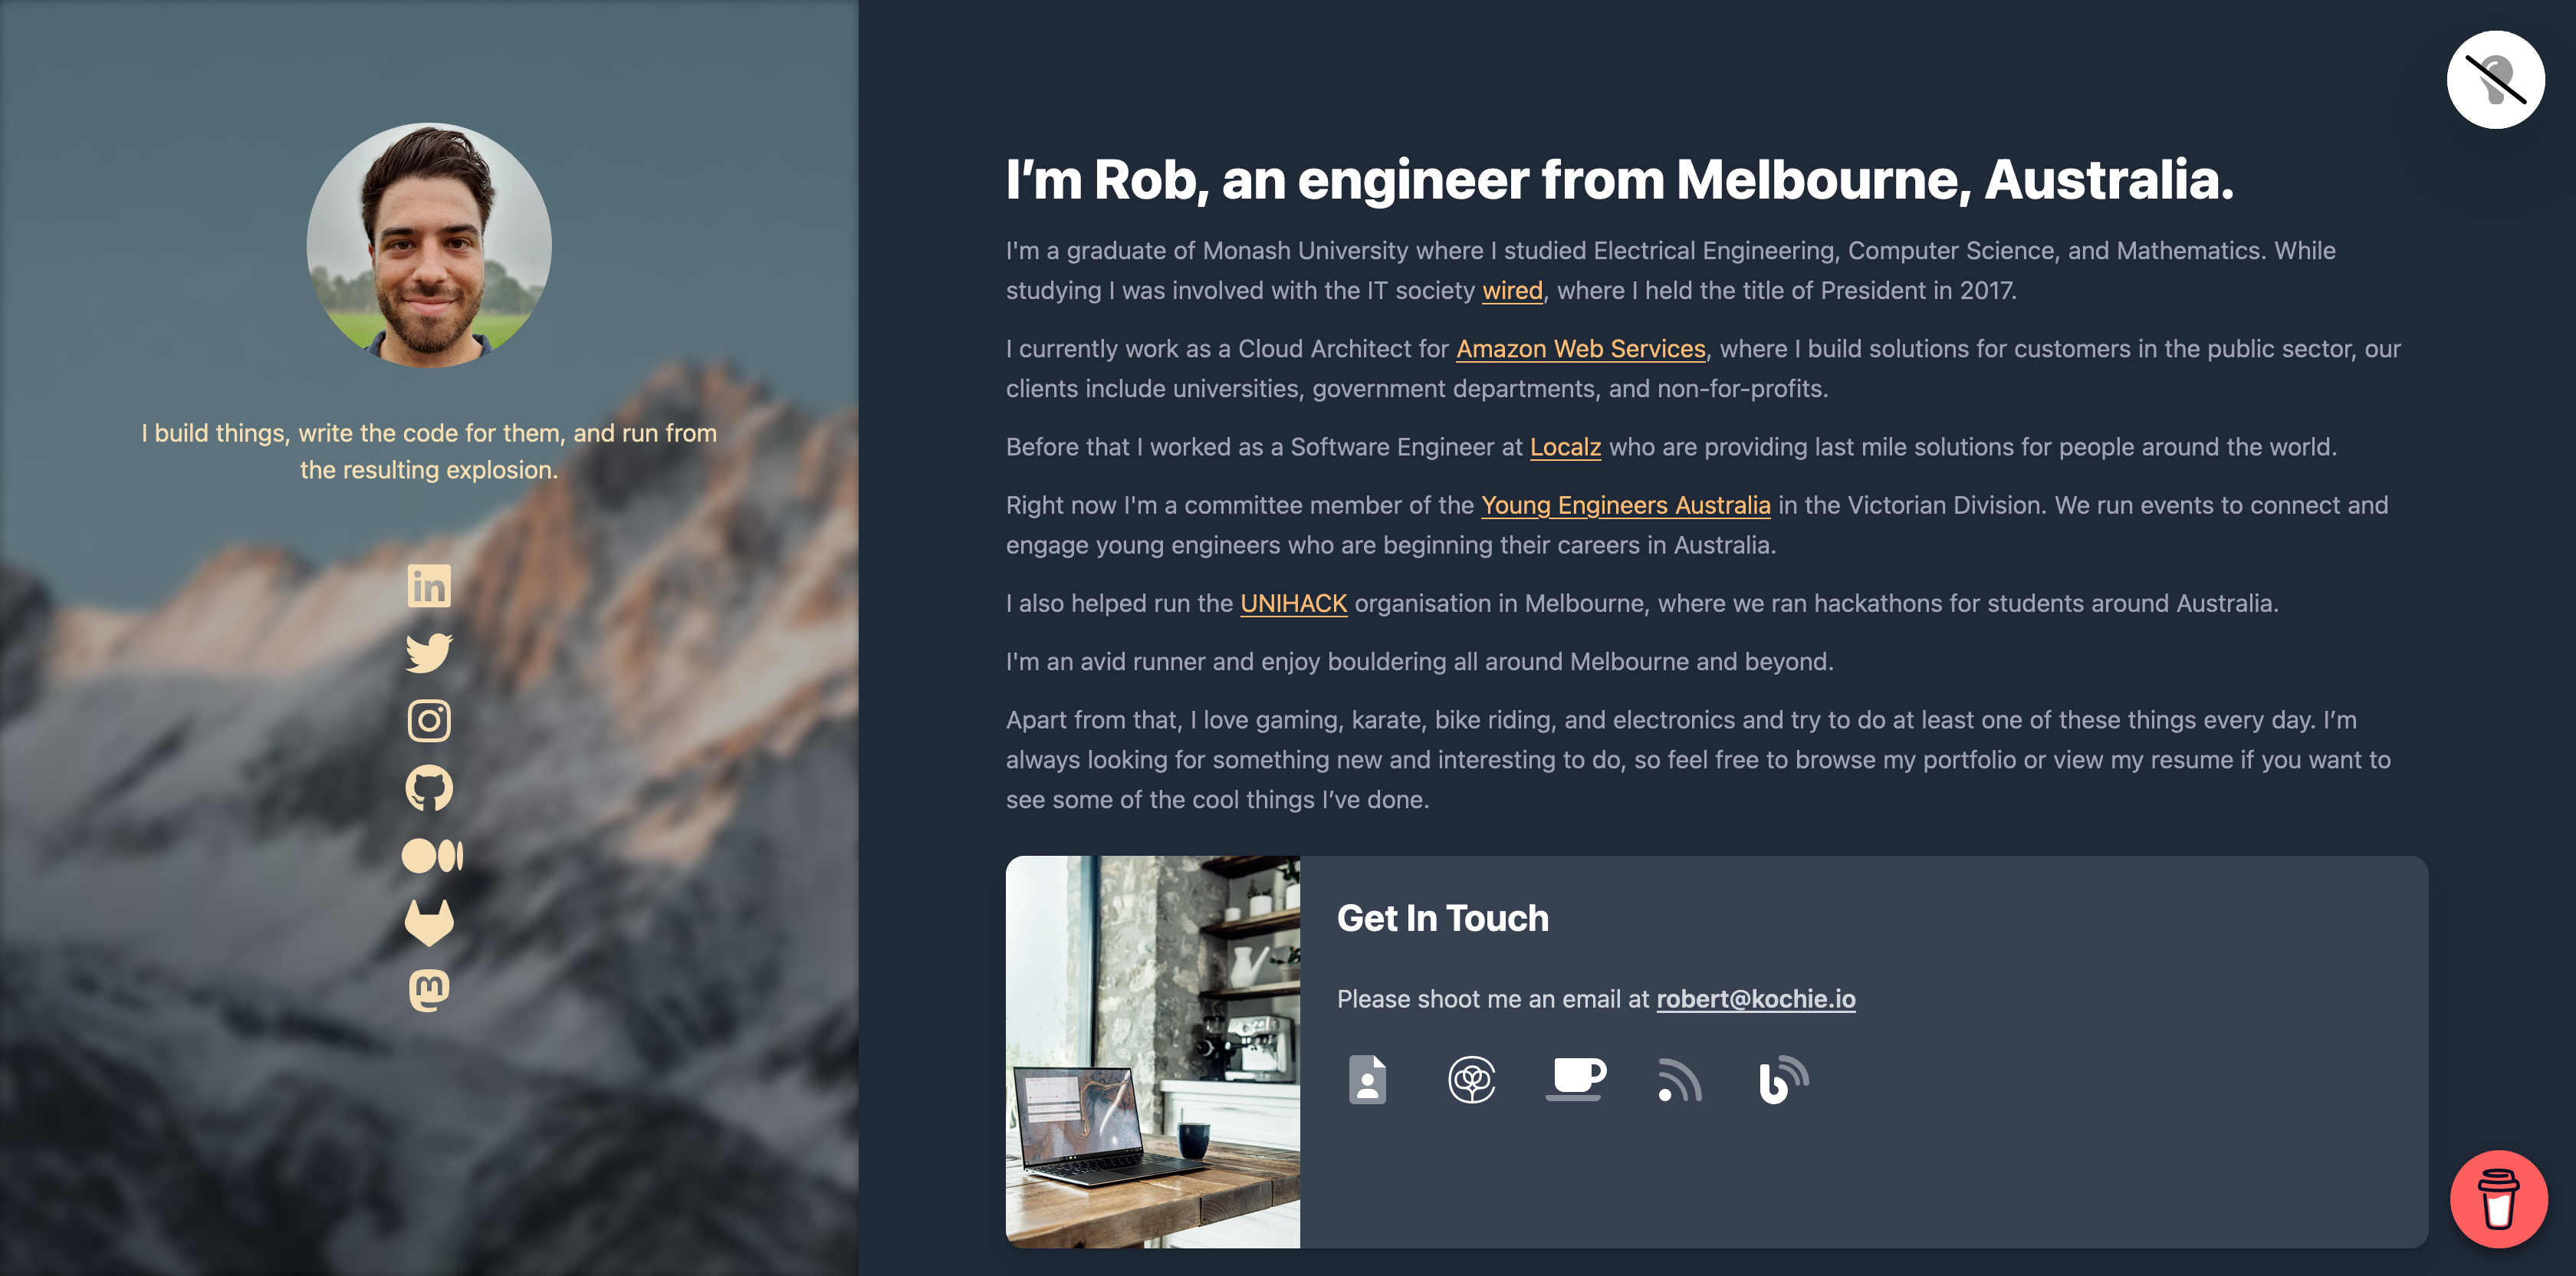 I build things, write the code for them, and run from
the resulting explosion.
I’m Rob, an engineer from Melbourne, Australia.
I'm a graduate of Monash University where I studied Electrical Engineering, Computer Science, and Mathematics. While
studying I was involved with the IT society wired, where I held the title of President in 2017.
I currently work as a Cloud Architect for Amazon Web Services, where I build solutions for customers in the public sector, our
clients include universities, government departments, and non-for-profits.
Before that I worked as a Software Engineer at Localz who are providing last mile solutions for people around the world.
Right now I'm a committee member of the Young Engineers Australia in the Victorian Division. We run events to connect and
engage young engineers who are beginning their careers in Australia.
I also helped run the UNIHACK organisation in Melbourne, where we ran hackathons for students around Australia.
I'm an avid runner and enjoy bouldering all around Melbourne and beyond.
Apart from that, I love gaming, karate, bike riding, and electronics and try to do at least one of these things every day. I’m
always looking for something new and interesting to do, so feel free to browse my portfolio or view my resume if you want to
see some of the cool things I’ve done.
Get In Touch
Please shoot me an email at robert@kochie.io